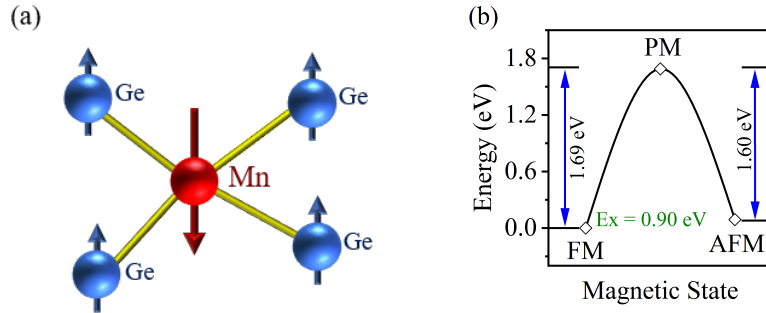 (a)
Ge
Ge
Mn
Ge
Ge
(b)
PM
1.8
1.2
0.6
0.0
Energy (eV)
1.69 eV
1.60 eV
Ex = 0.90 eV
FM
AFM
Magnetic State